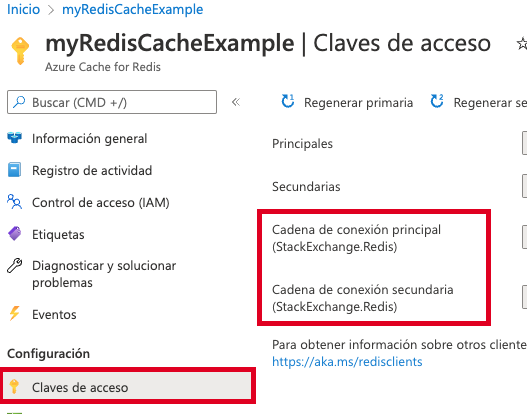 Inicio > myRedisCacheExample
myRedisCacheExample | Claves de acceso
Azure Cache for Redis
Buscar (CMD +/)
«
Regenerar primaria
Regenerar se
Información general
Registro de actividad
Control de acceso (IAM)
Etiquetas
Diagnosticar y solucionar
problemas
Eventos
Configuración
Claves de acceso
Principales
Secundarias
Cadena de conexión principal
(StackExchange.Redis)
Cadena de conexión secundaria
(StackExchange.Redis)
Para obtener información sobre otros cliente
https://aka.ms/redisclients